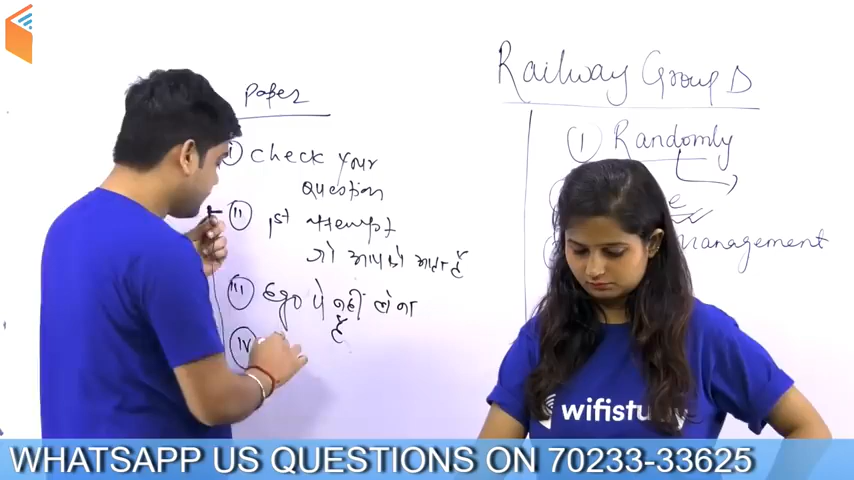 Paper
(i) Check your
Question
(ii) 1st attempt
जो आपको आता है
(iii) Ego पे नहीं लेना
है
(iv)
Railway Group D
(1) Randomly
management
wifistudy
WHATSAPP US QUESTIONS ON 70233-33625